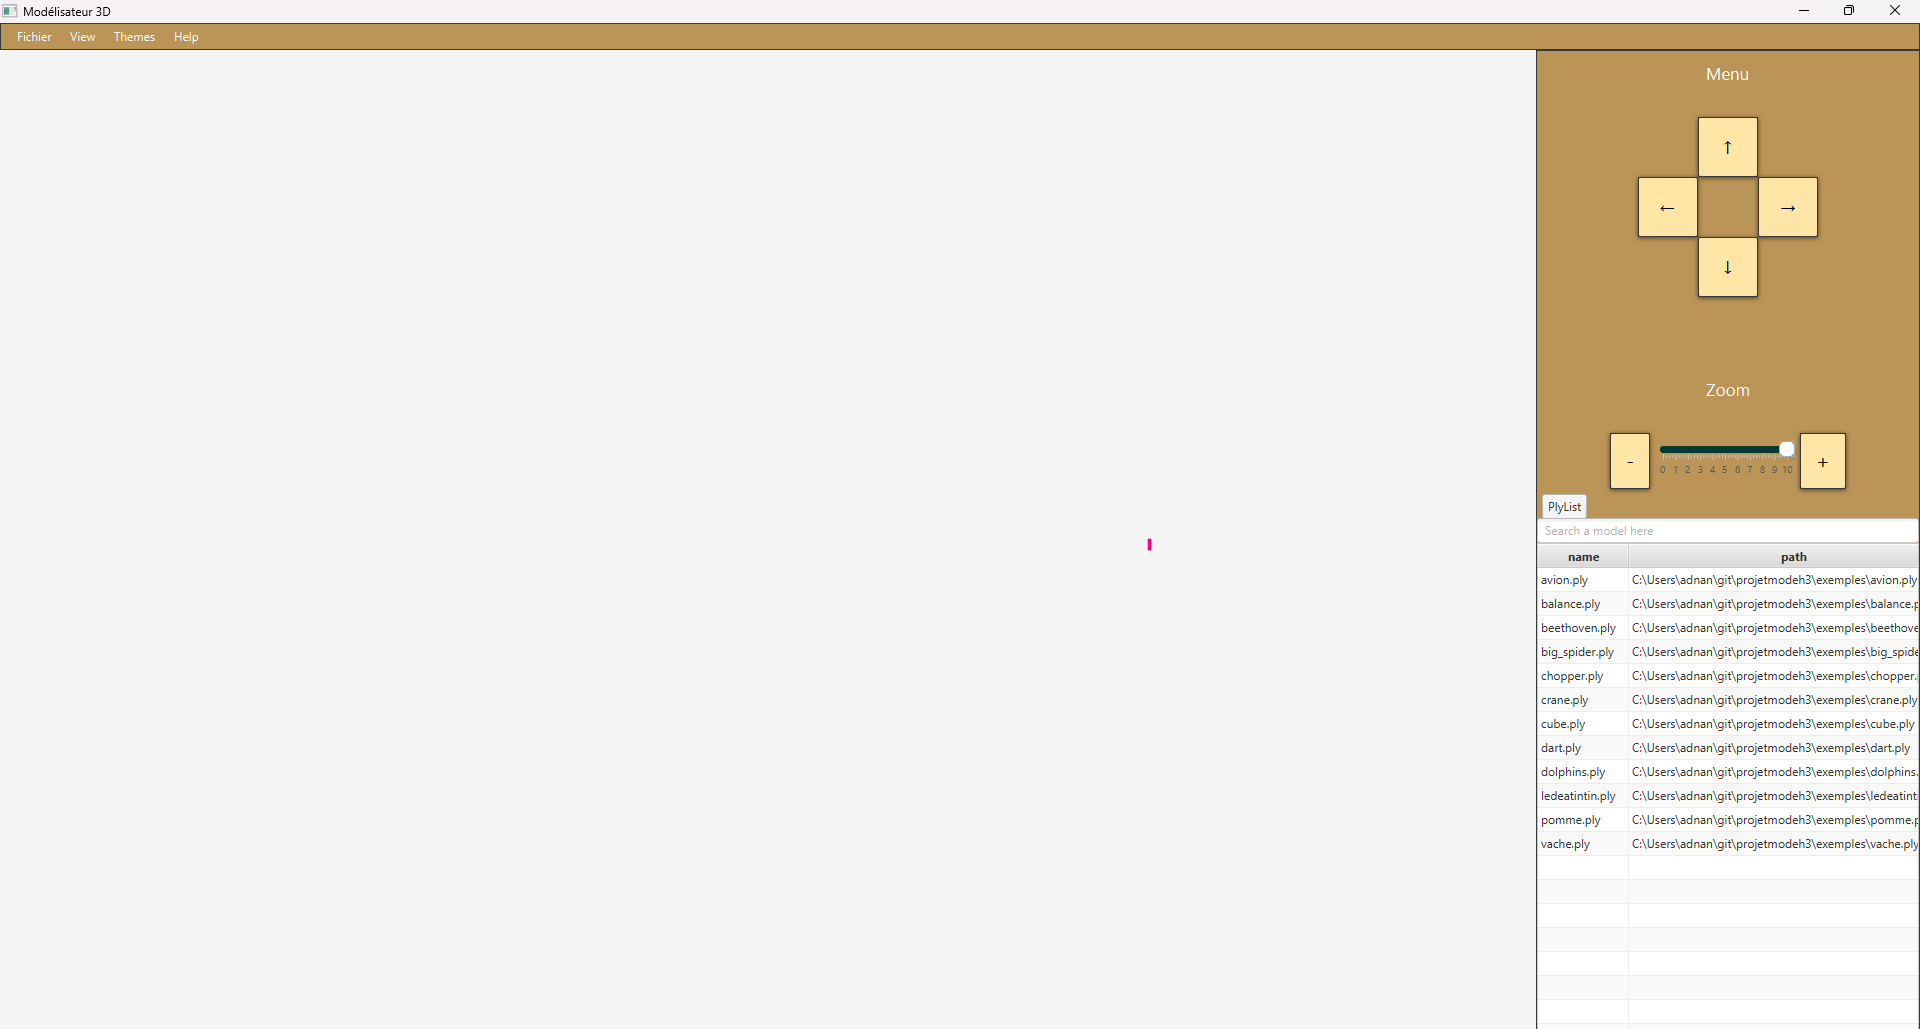 Modélisateur 3D
Fichier View Themes Help
Menu
↑
← →
↓
Zoom
- +
0 1 2 3 4 5 6 7 8 9 10
PlyList
Search a model here
name path
avion.ply C:\Users\adnan\git\projetmodeh3\exemples\avion.ply
balance.ply C:\Users\adnan\git\projetmodeh3\exemples\balance.p
beethoven.ply C:\Users\adnan\git\projetmodeh3\exemples\beethove
big_spider.ply C:\Users\adnan\git\projetmodeh3\exemples\big_spide
chopper.ply C:\Users\adnan\git\projetmodeh3\exemples\chopper.
crane.ply C:\Users\adnan\git\projetmodeh3\exemples\crane.ply
cube.ply C:\Users\adnan\git\projetmodeh3\exemples\cube.ply
dart.ply C:\Users\adnan\git\projetmodeh3\exemples\dart.ply
dolphins.ply C:\Users\adnan\git\projetmodeh3\exemples\dolphins.
ledeatintin.ply C:\Users\adnan\git\projetmodeh3\exemples\ledeatinti
pomme.ply C:\Users\adnan\git\projetmodeh3\exemples\pomme.p
vache.ply C:\Users\adnan\git\projetmodeh3\exemples\vache.ply